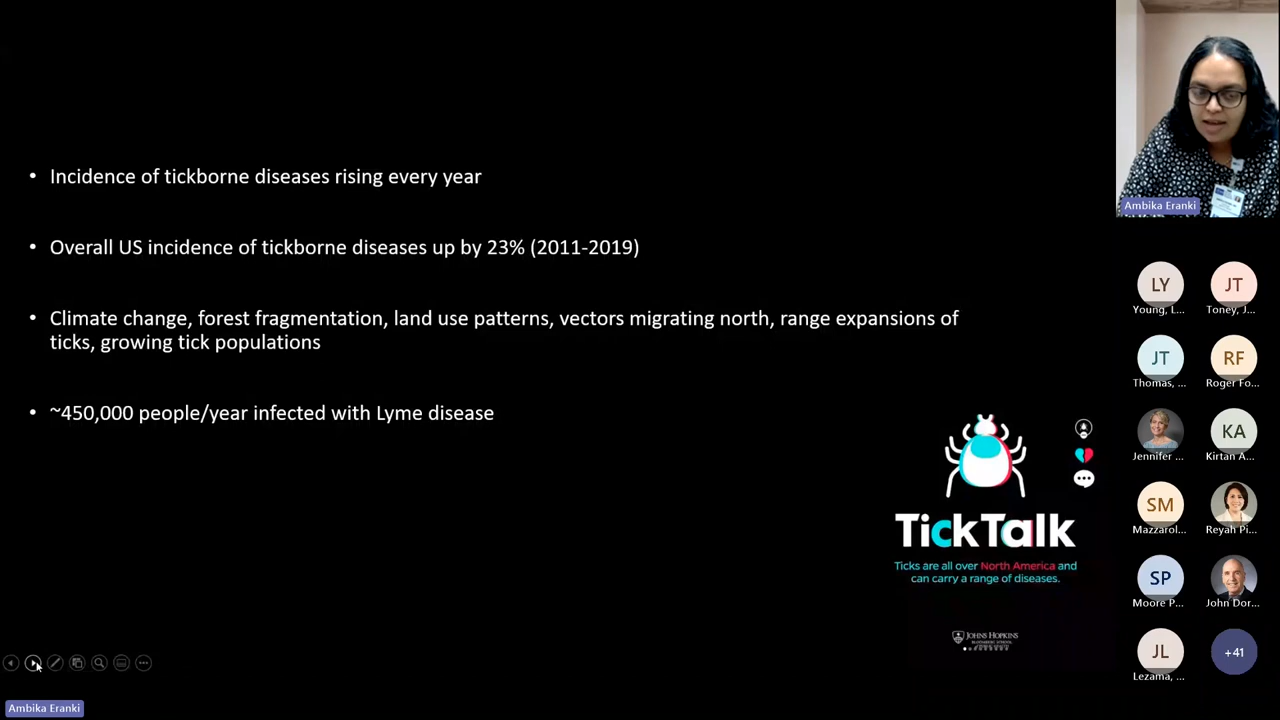 • Incidence of tickborne diseases rising every year
• Overall US incidence of tickborne diseases up by 23% (2011-2019)
• Climate change, forest fragmentation, land use patterns, vectors migrating north, range expansions of
ticks, growing tick populations
• ~450,000 people/year infected with Lyme disease
TickTalk
Ticks are all over North America and
can carry a range of diseases.
JOHNS HOPKINS
Ambika Eranki
Ambika Eranki
LY
Young, L...
JT
Toney, J...
JT
Thomas, ...
RF
Roger Fo...
Jennifer ...
KA
Kirtan A...
SM
Mazzarol...
Reyah Pi...
SP
Moore P...
John Dor...
JL
Lezama, ...
+41